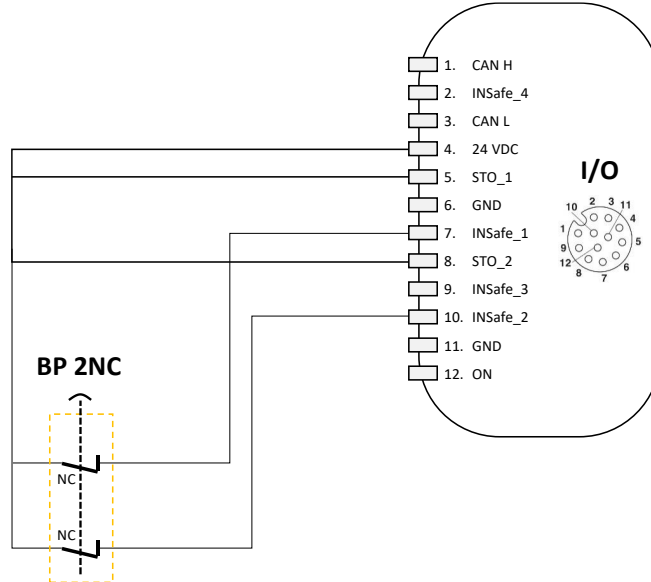 1. CAN H
2. INSafe_4
3. CAN L
4. 24 VDC
5. STO_1
6. GND
7. INSafe_1
8. STO_2
9. INSafe_3
10. INSafe_2
11. GND
12. ON
I/O
2 3 11
10 4
1
5
9
12 6
8 7
BP 2NC
NC
NC